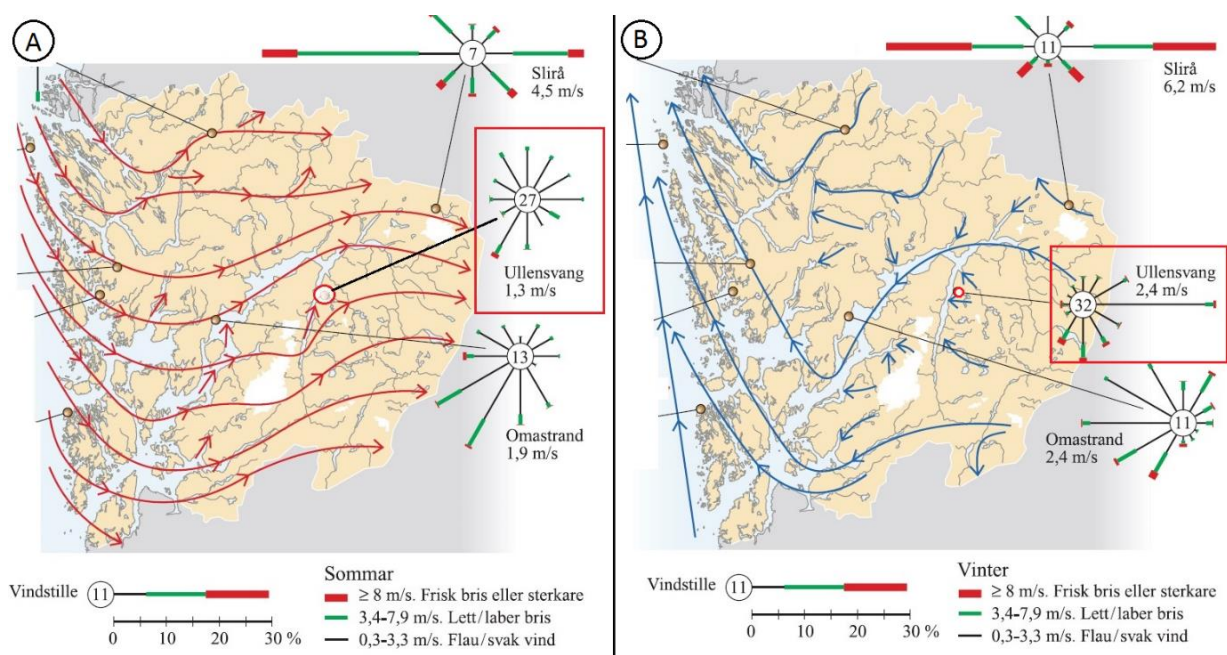 A
7
Slirå
4,5 m/s
27
Ullensvang
1,3 m/s
13
Omastrand
1,9 m/s
Vindstille 11
0 10 20 30 %
Sommar
≥ 8 m/s. Frisk bris eller sterkare
3,4-7,9 m/s. Lett/laber bris
0,3-3,3 m/s. Flau/svak vind
B
11
Slirå
6,2 m/s
Ullensvang
2,4 m/s
32
11
Omastrand
2,4 m/s
Vindstille 11
0 10 20 30 %
Vinter
≥ 8 m/s. Frisk bris eller sterkare
3,4-7,9 m/s. Lett/laber bris
0,3-3,3 m/s. Flau/svak vind